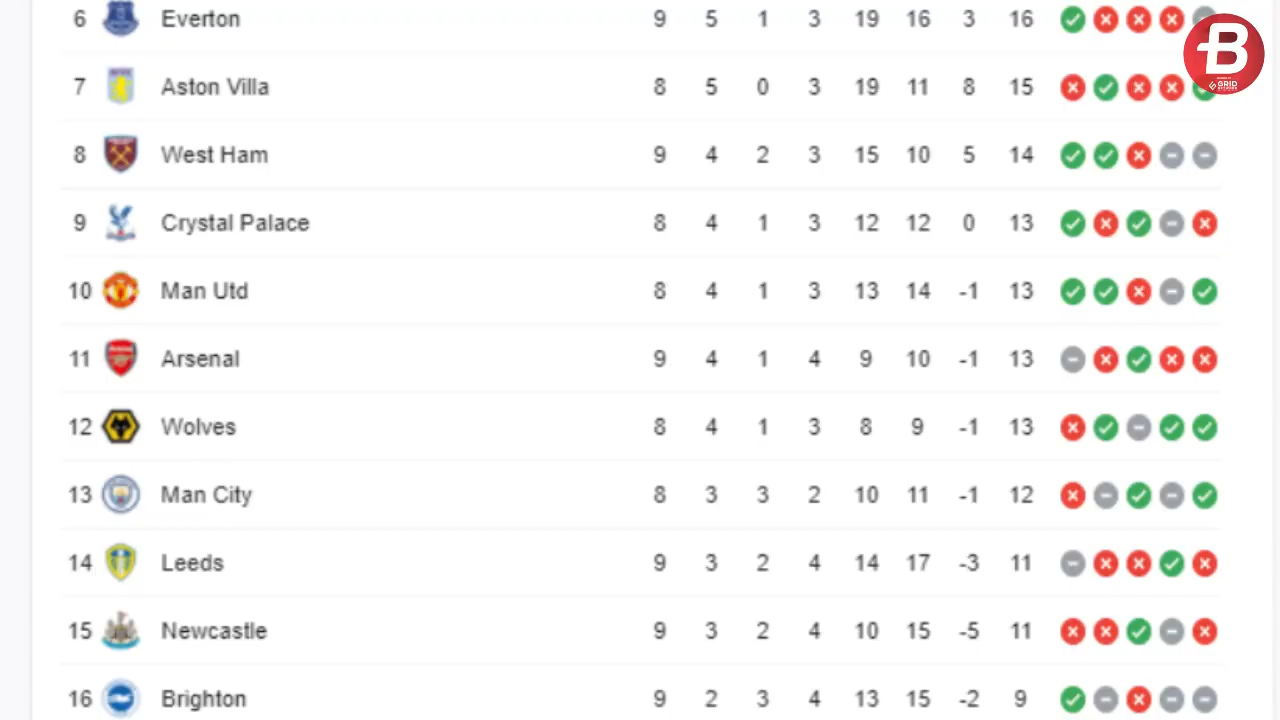 6 Everton 9 5 1 3 19 16 3 16
7 Aston Villa 8 5 0 3 19 11 8 15
8 West Ham 9 4 2 3 15 10 5 14
9 Crystal Palace 8 4 1 3 12 12 0 13
10 Man Utd 8 4 1 3 13 14 -1 13
11 Arsenal 9 4 1 4 9 10 -1 13
12 Wolves 8 4 1 3 8 9 -1 13
13 Man City 8 3 3 2 10 11 -1 12
14 Leeds 9 3 2 4 14 17 -3 11
15 Newcastle 9 3 2 4 10 15 -5 11
16 Brighton 9 2 3 4 13 15 -2 9
B
GRID